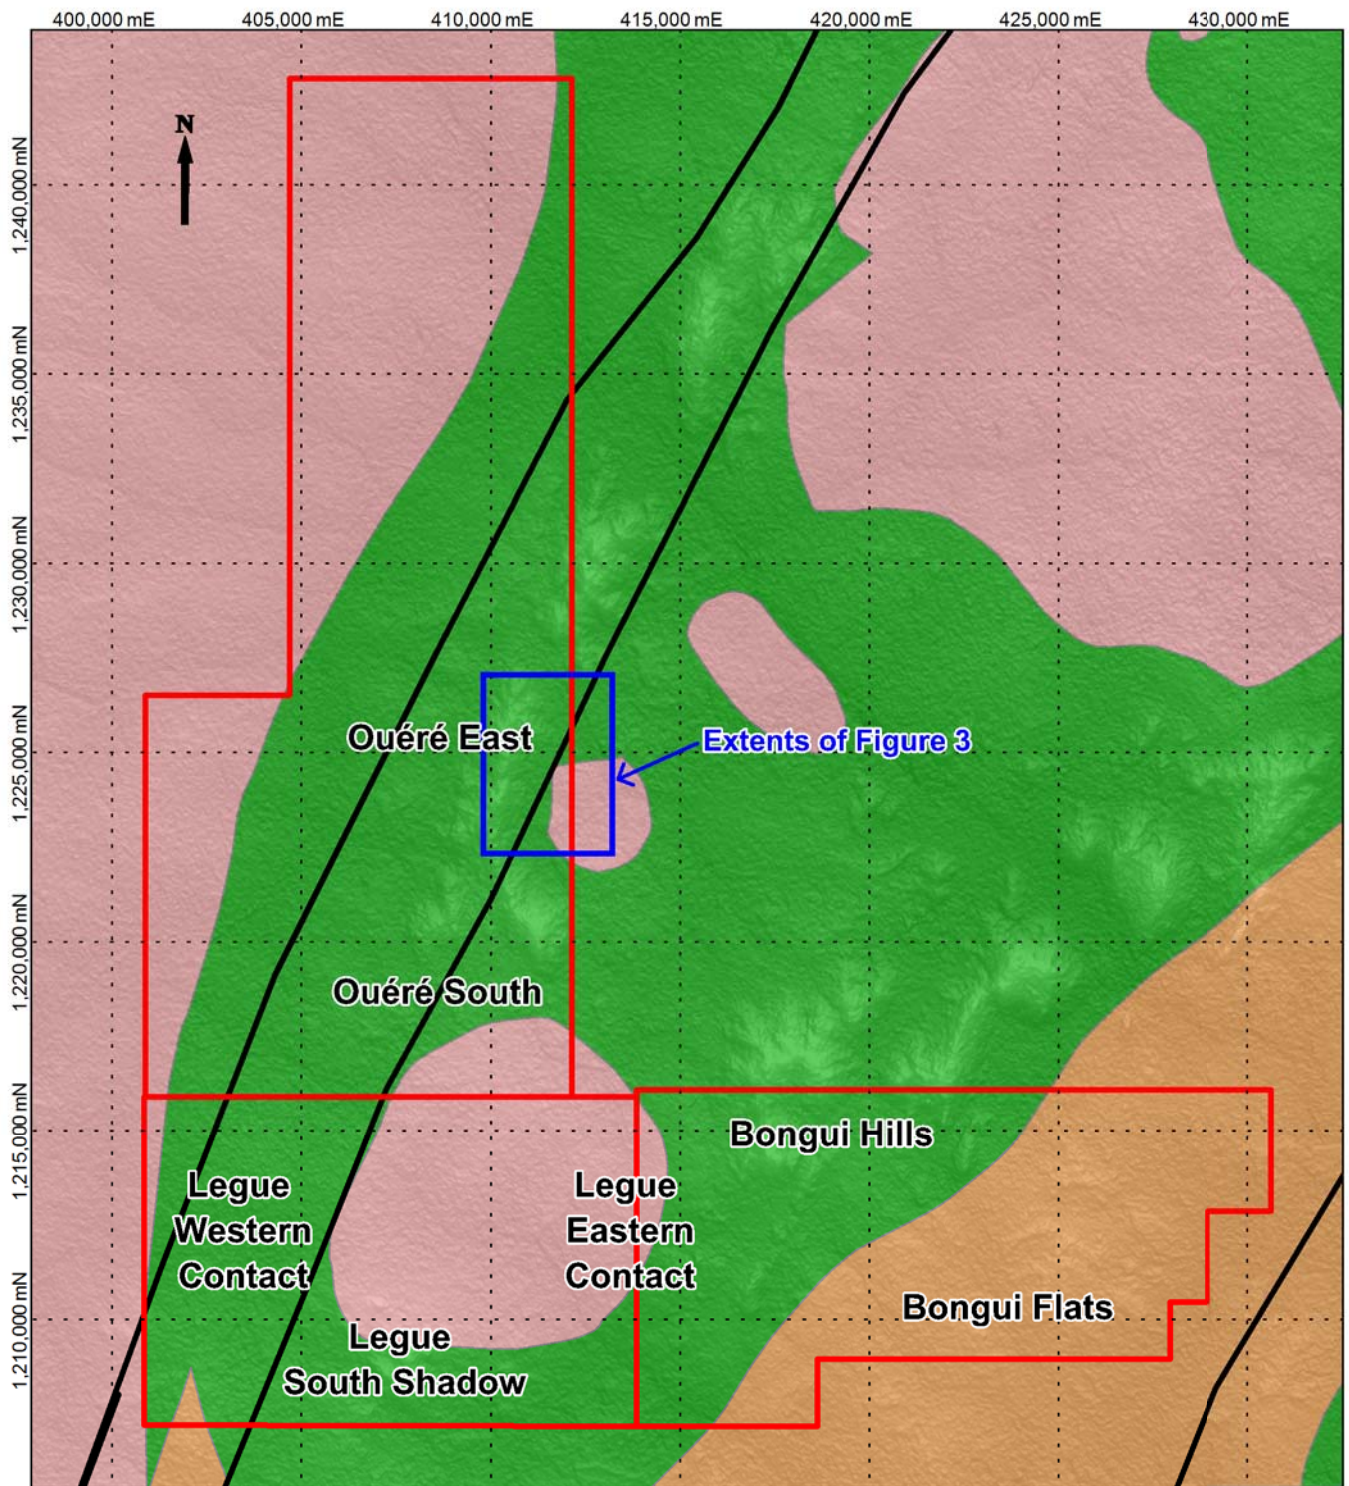 400,000 mE 405,000 mE 410,000 mE 415,000 mE 420,000 mE 425,000 mE 430,000 mE
N
1,240,000 mN
1,235,000 mN
1,230,000 mN
1,225,000 mN
1,220,000 mN
1,215,000 mN
1,210,000 mN
Ouéré East
Extents of Figure 3
Ouéré South
Bongui Hills
Legue
Western
Contact
Legue
Eastern
Contact
Bongui Flats
Legue
South Shadow